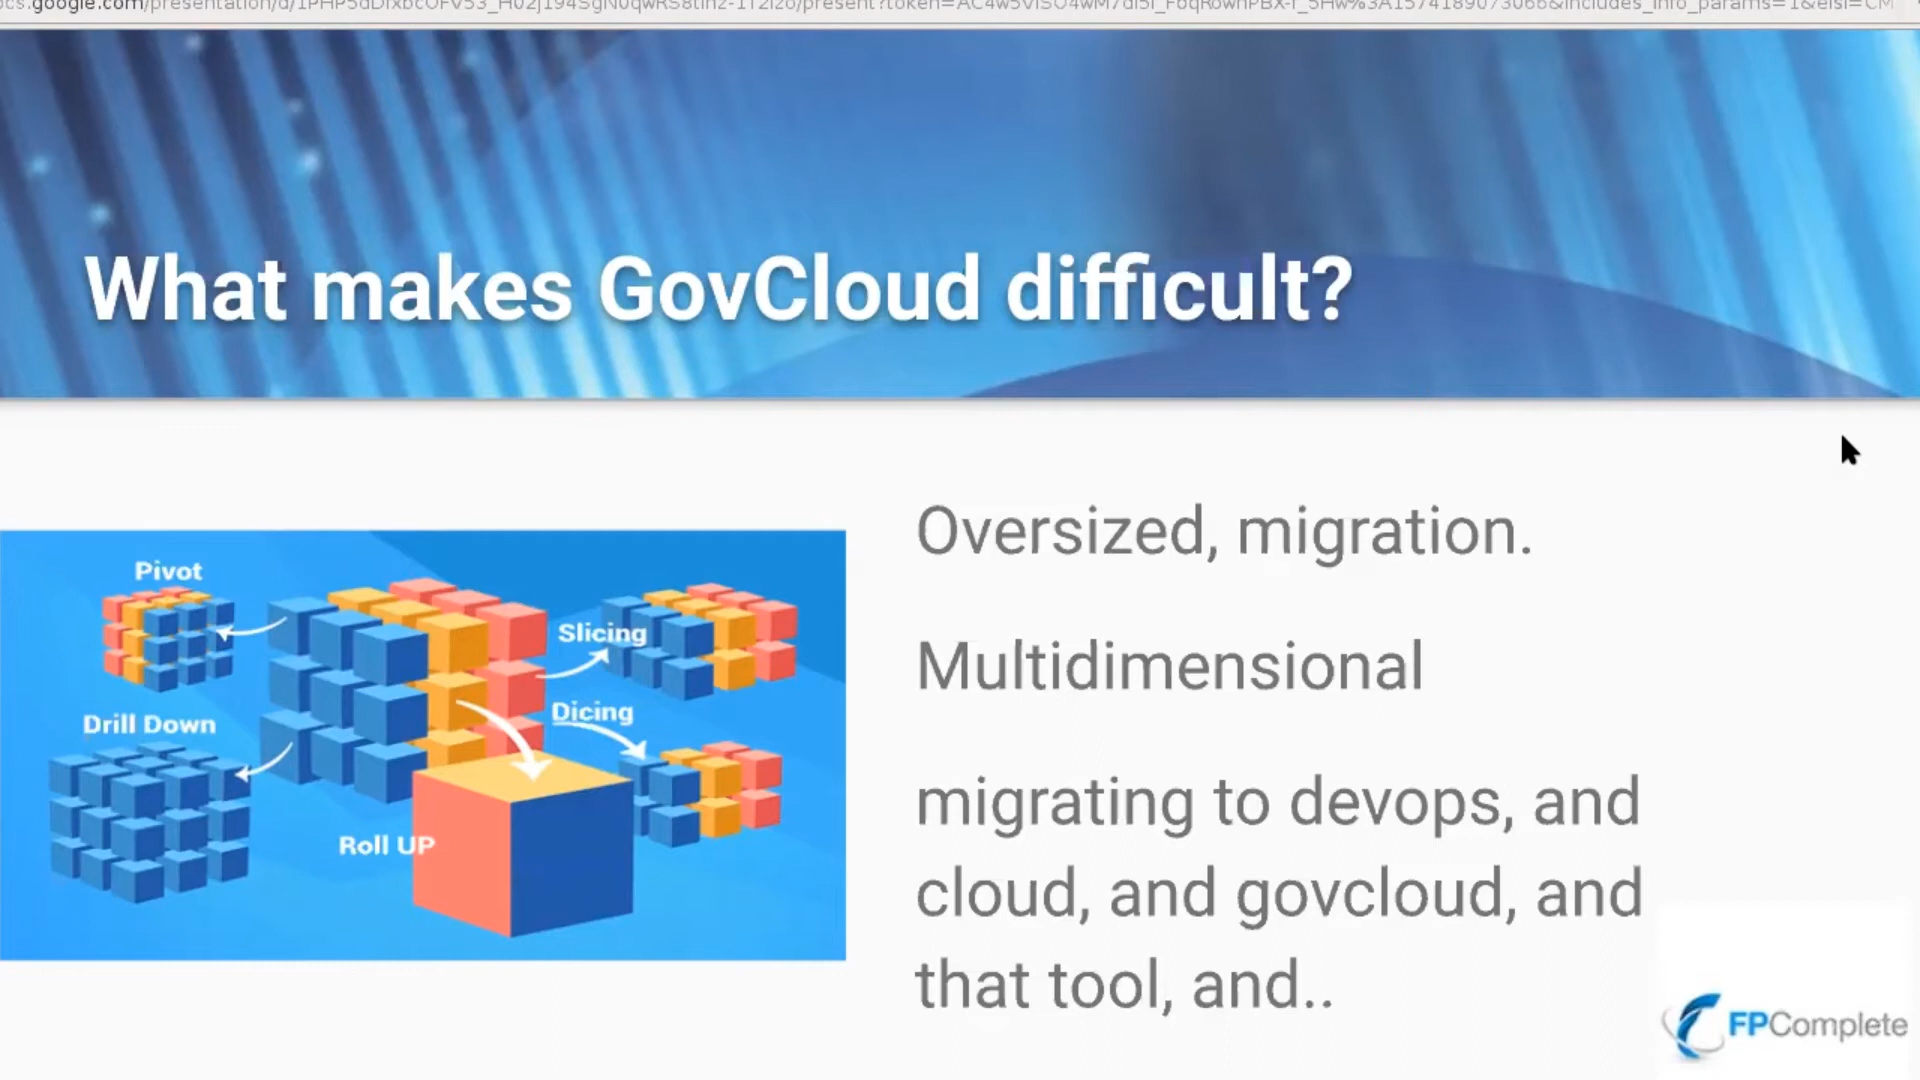 What makes GovCloud difficult?
Pivot
Slicing
Dicing
Drill Down
Roll UP
Oversized, migration.
Multidimensional
migrating to devops, and
cloud, and govcloud, and
that tool, and..
FPComplete